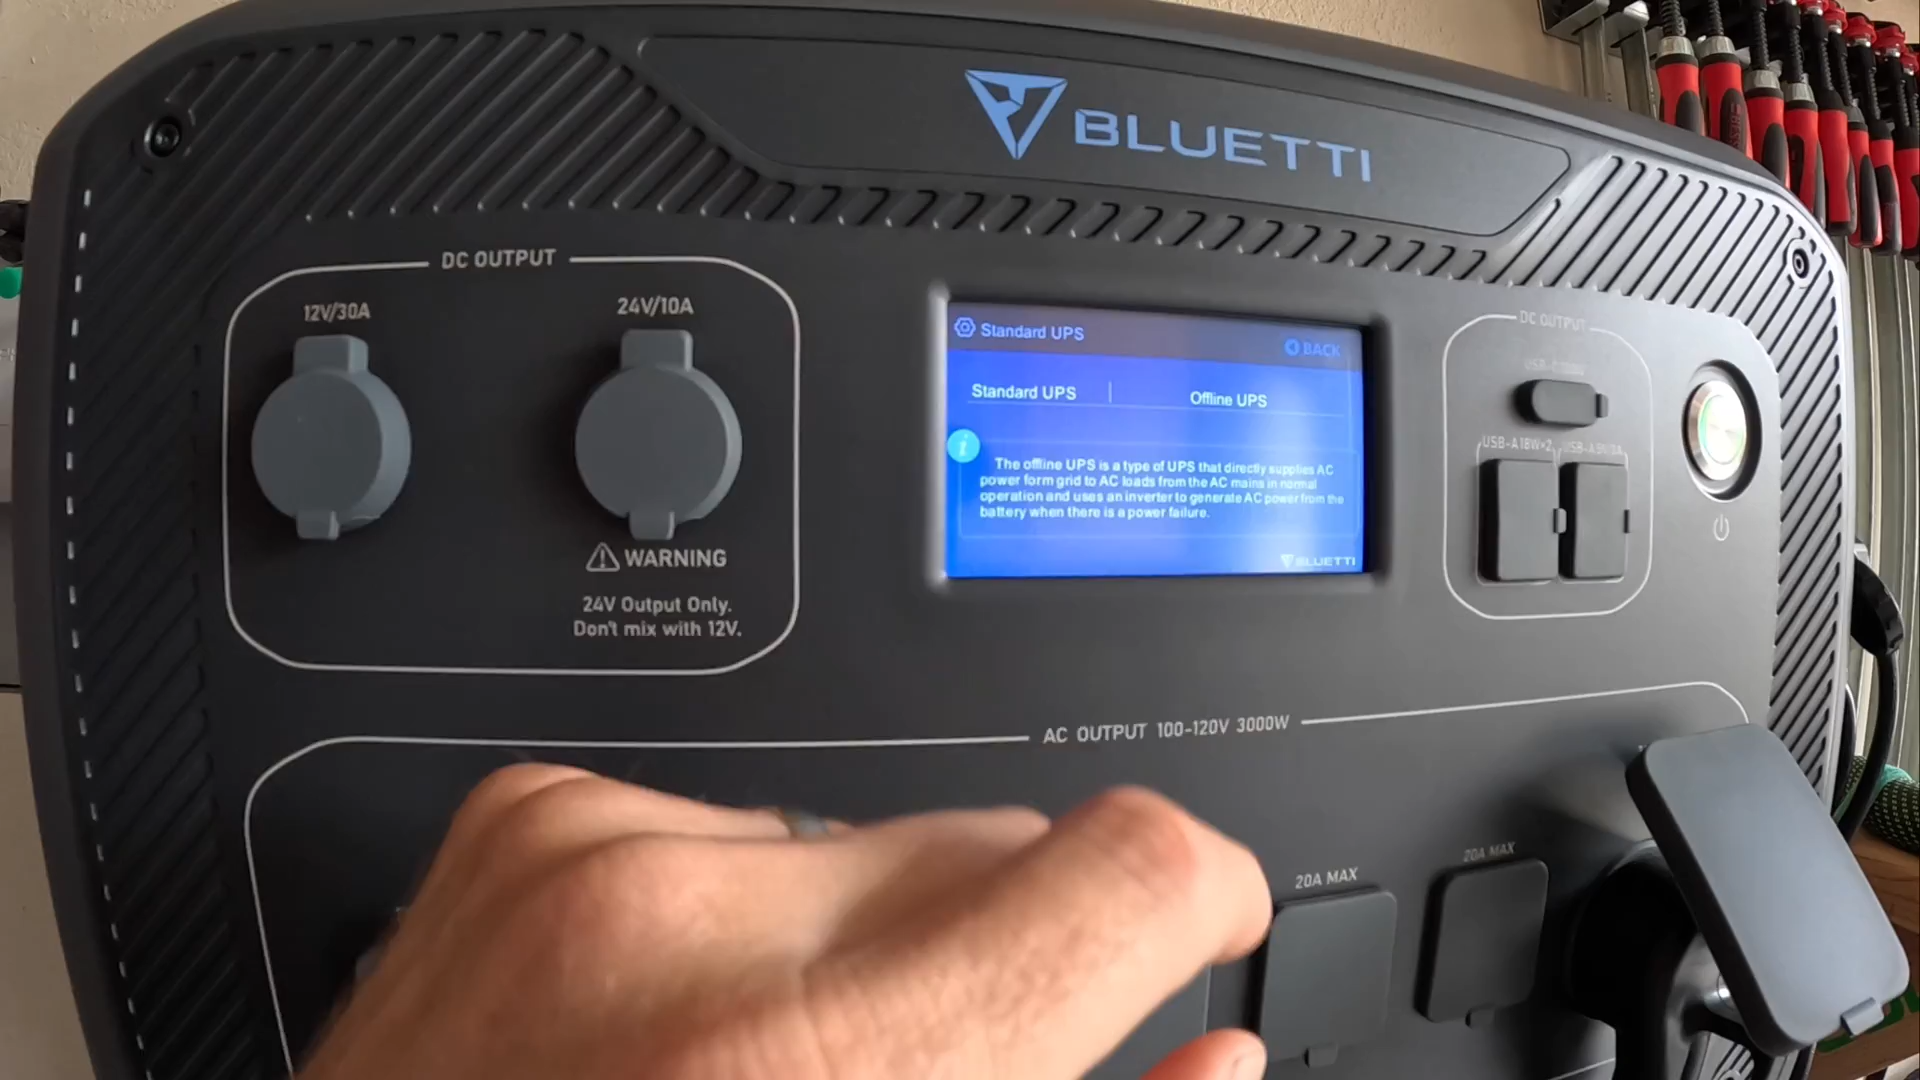 BLUETTI
DC OUTPUT
12V/30A
24V/10A
WARNING
24V Output Only.
Don't mix with 12V.
Standard UPS
BACK
Standard UPS
Offline UPS
The offline UPS is a type of UPS that directly supplies AC
power form grid to AC loads from the AC mains in normal
operation and uses an inverter to generate AC power from the
battery when there is a power failure.
BLUETTI
DC OUTPUT
USB-A18W×2
AC OUTPUT 100-120V 3000W
20A MAX
20A MAX